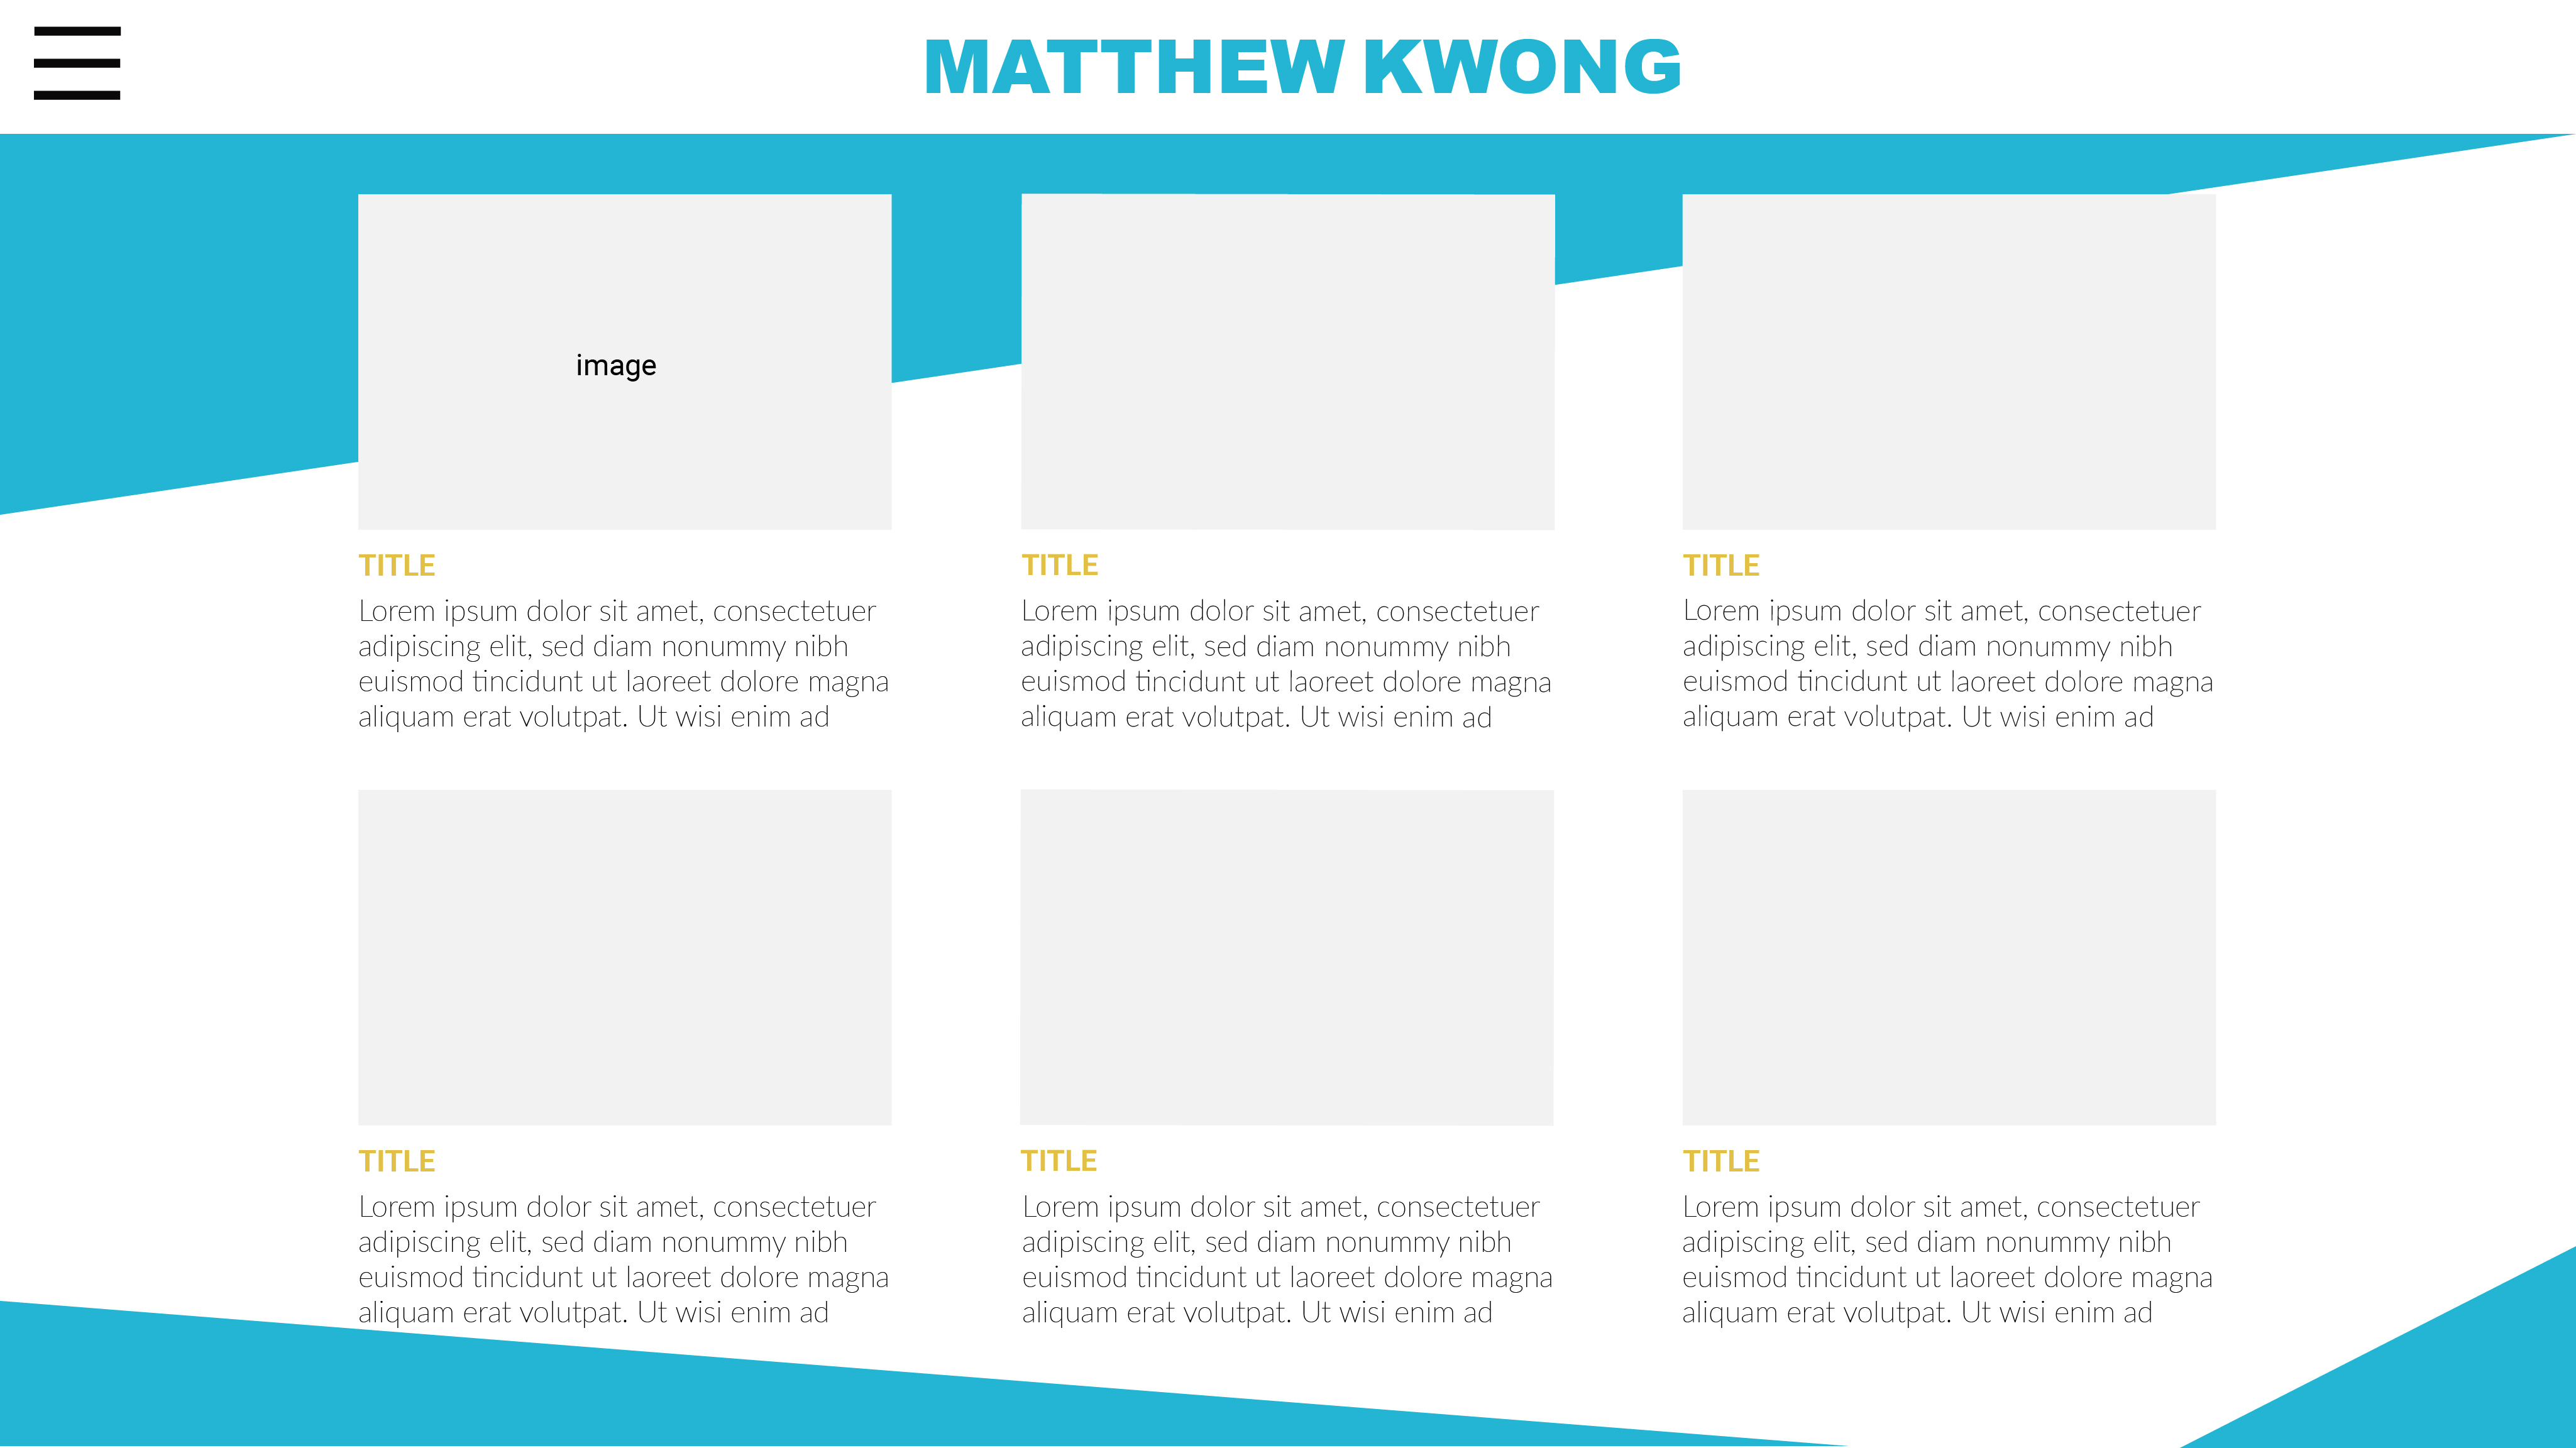 MATTHEW KWONG
image
TITLE
Lorem ipsum dolor sit amet, consectetuer
adipiscing elit, sed diam nonummy nibh
euismod tincidunt ut laoreet dolore magna
aliquam erat volutpat. Ut wisi enim ad
TITLE
Lorem ipsum dolor sit amet, consectetuer
adipiscing elit, sed diam nonummy nibh
euismod tincidunt ut laoreet dolore magna
aliquam erat volutpat. Ut wisi enim ad
TITLE
Lorem ipsum dolor sit amet, consectetuer
adipiscing elit, sed diam nonummy nibh
euismod tincidunt ut laoreet dolore magna
aliquam erat volutpat. Ut wisi enim ad
TITLE
Lorem ipsum dolor sit amet, consectetuer
adipiscing elit, sed diam nonummy nibh
euismod tincidunt ut laoreet dolore magna
aliquam erat volutpat. Ut wisi enim ad
TITLE
Lorem ipsum dolor sit amet, consectetuer
adipiscing elit, sed diam nonummy nibh
euismod tincidunt ut laoreet dolore magna
aliquam erat volutpat. Ut wisi enim ad
TITLE
Lorem ipsum dolor sit amet, consectetuer
adipiscing elit, sed diam nonummy nibh
euismod tincidunt ut laoreet dolore magna
aliquam erat volutpat. Ut wisi enim ad